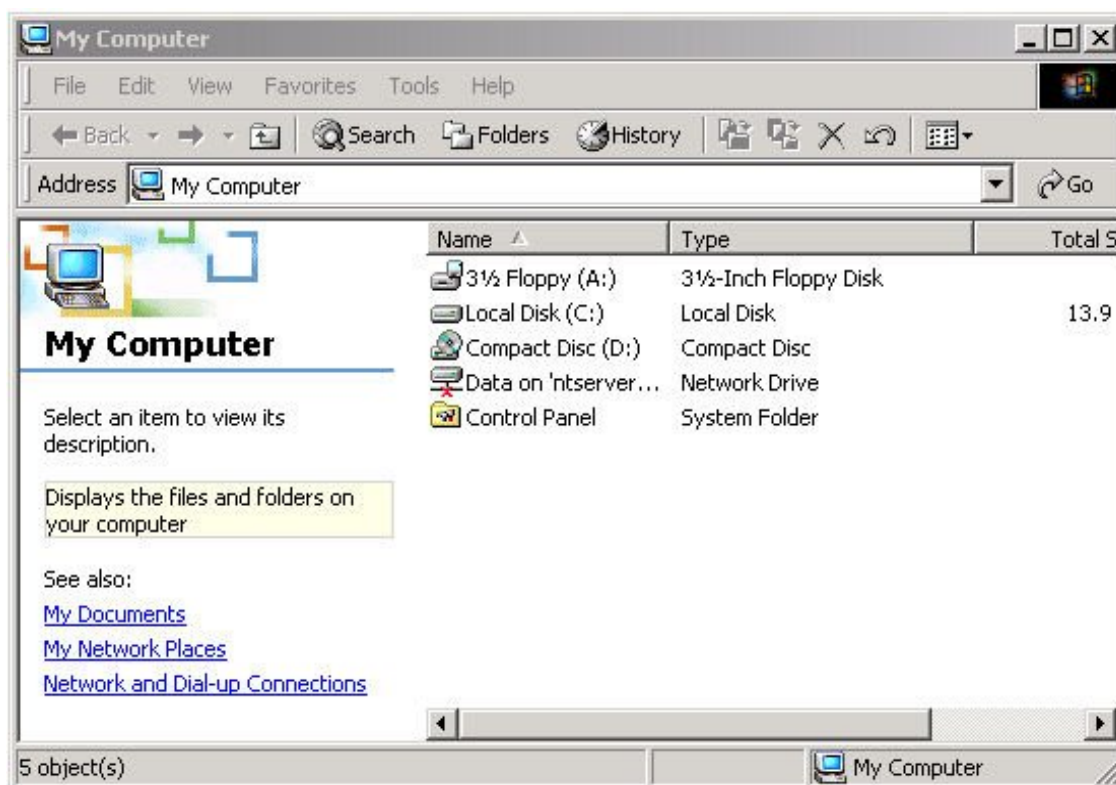 My Computer
File Edit View Favorites Tools Help
Back Search Folders History
Address My Computer Go
Name Type Total S
3½ Floppy (A:) 3½-Inch Floppy Disk
Local Disk (C:) Local Disk 13.9
Compact Disc (D:) Compact Disc
Data on 'ntserver... Network Drive
Control Panel System Folder
My Computer
Select an item to view its
description.
Displays the files and folders on
your computer
See also:
My Documents
My Network Places
Network and Dial-up Connections
5 object(s) My Computer